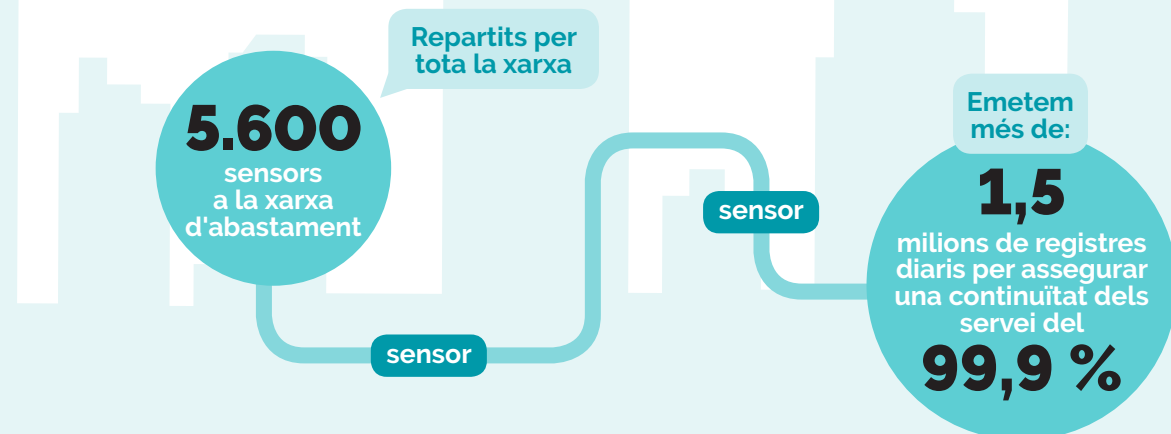 Repartits per
tota la xarxa
5.600
sensors
a la xarxa
d'abastament
sensor
sensor
Emetem
més de:
1,5
milions de registres
diaris per assegurar
una continuïtat dels
servei del
99,9 %